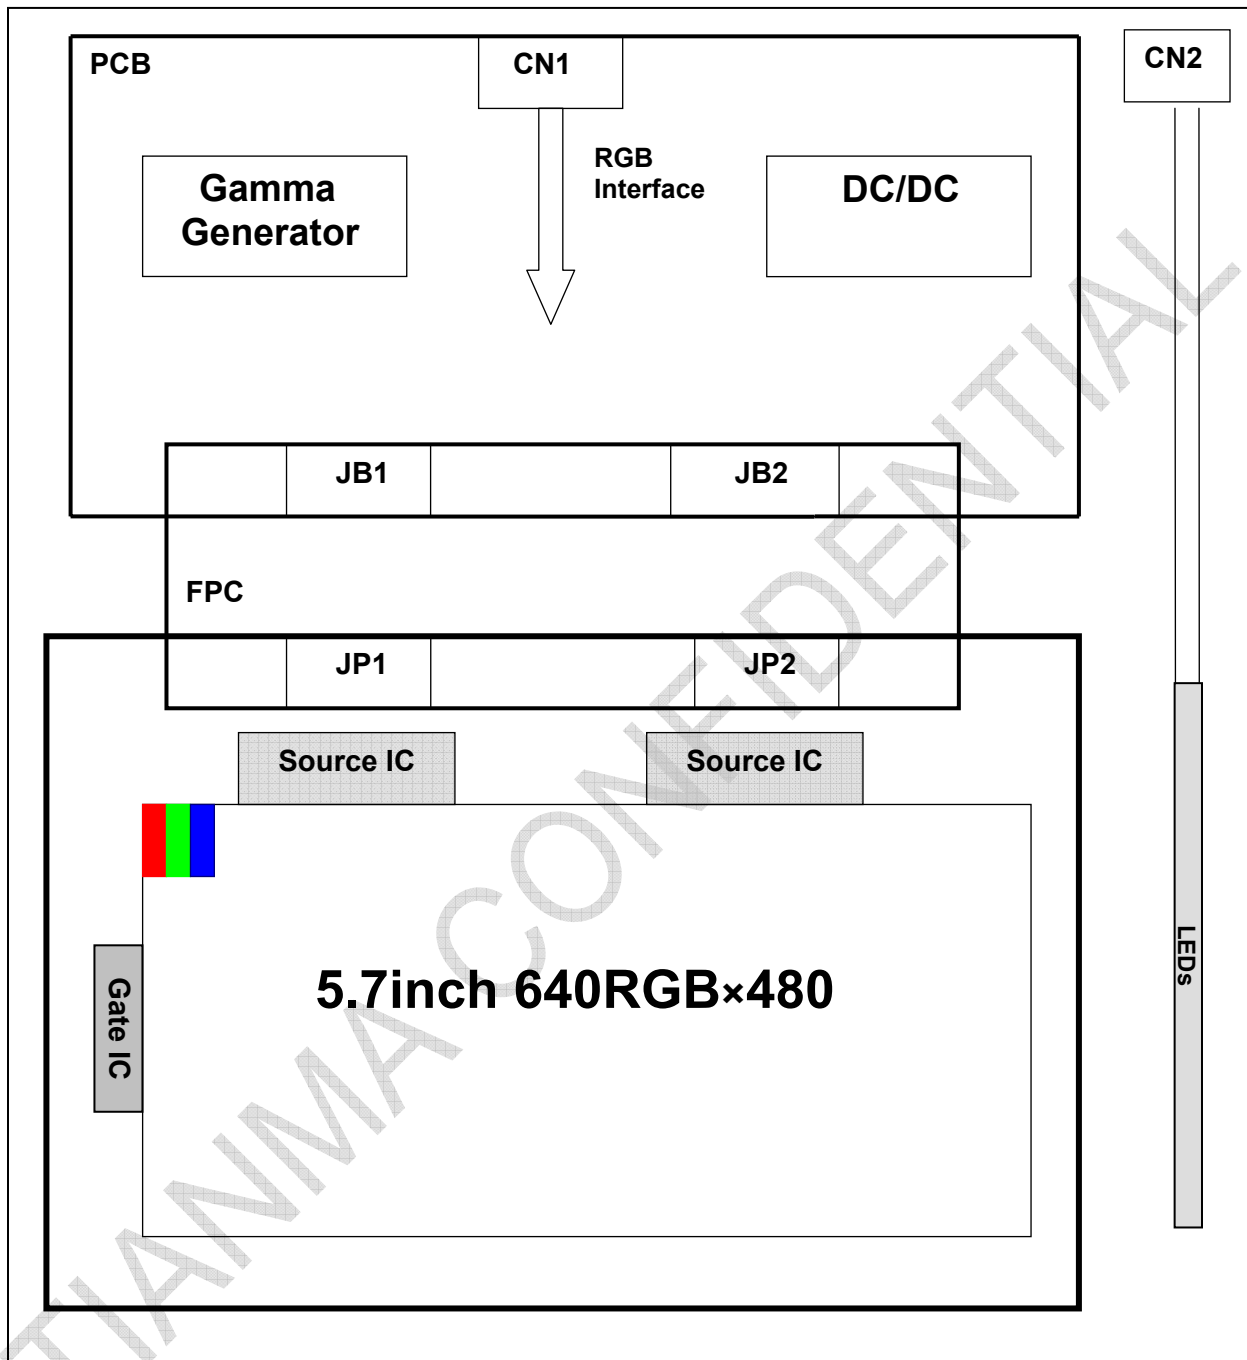 PCB
CN1
CN2
RGB
Interface
Gamma
Generator
DC/DC
JB1
JB2
FPC
JP1
JP2
Source IC
Source IC
5.7inch 640RGB×480
Gate IC
LEDs
TIANMA CONFIDENTIAL